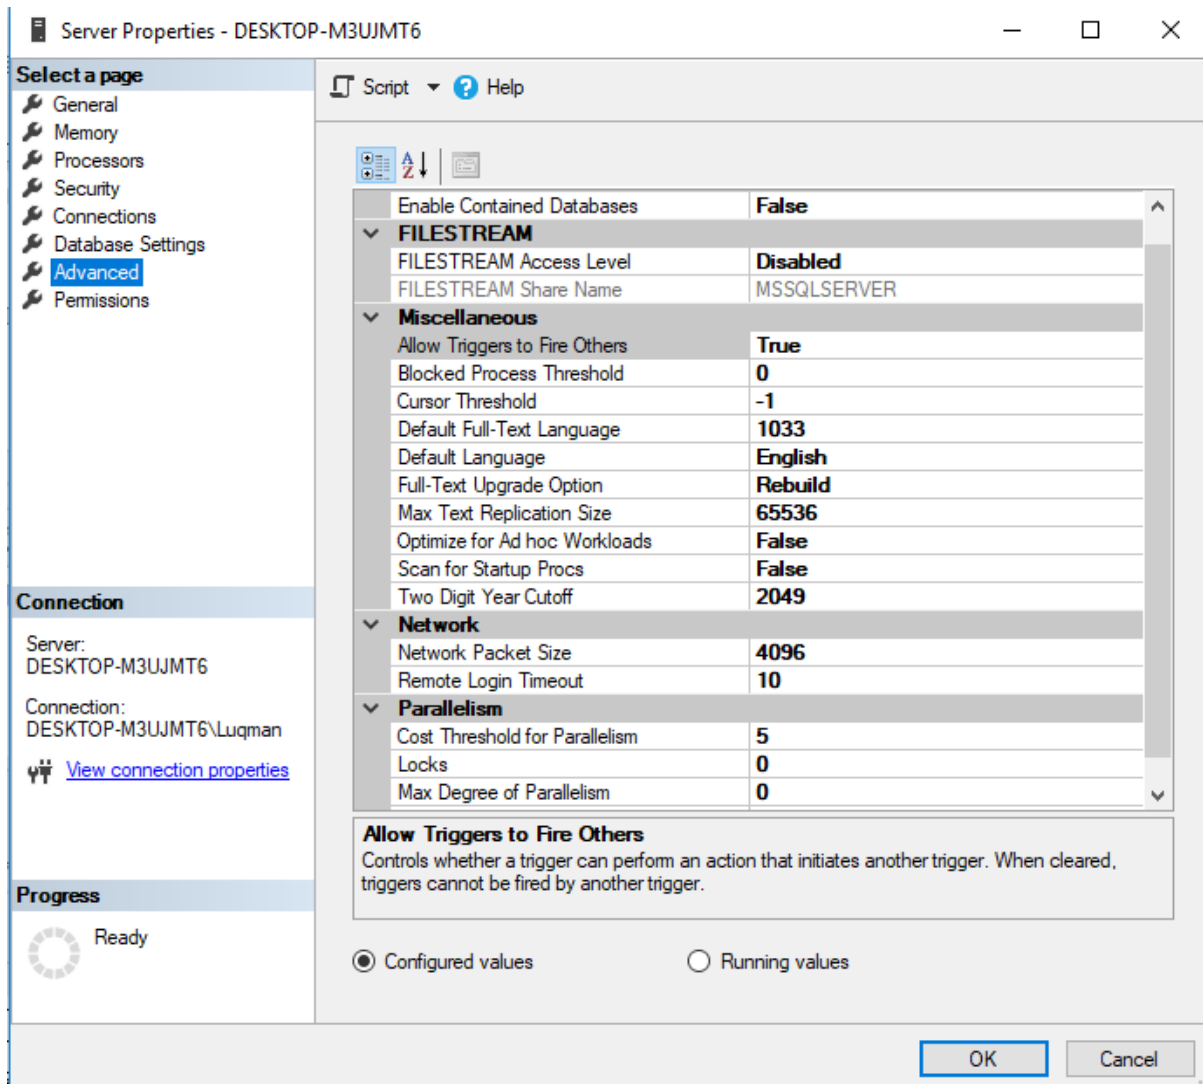 Server Properties - DESKTOP-M3UJMT6
Select a page
General
Memory
Processors
Security
Connections
Database Settings
Advanced
Permissions
Connection
Server:
DESKTOP-M3UJMT6
Connection:
DESKTOP-M3UJMT6\Luqman
View connection properties
Progress
Ready
Script
Help
Enable Contained Databases False
FILESTREAM
FILESTREAM Access Level Disabled
FILESTREAM Share Name MSSQLSERVER
Miscellaneous
Allow Triggers to Fire Others True
Blocked Process Threshold 0
Cursor Threshold -1
Default Full-Text Language 1033
Default Language English
Full-Text Upgrade Option Rebuild
Max Text Replication Size 65536
Optimize for Ad hoc Workloads False
Scan for Startup Procs False
Two Digit Year Cutoff 2049
Network
Network Packet Size 4096
Remote Login Timeout 10
Parallelism
Cost Threshold for Parallelism 5
Locks 0
Max Degree of Parallelism 0
Allow Triggers to Fire Others
Controls whether a trigger can perform an action that initiates another trigger. When cleared,
triggers cannot be fired by another trigger.
Configured values
Running values
OK
Cancel